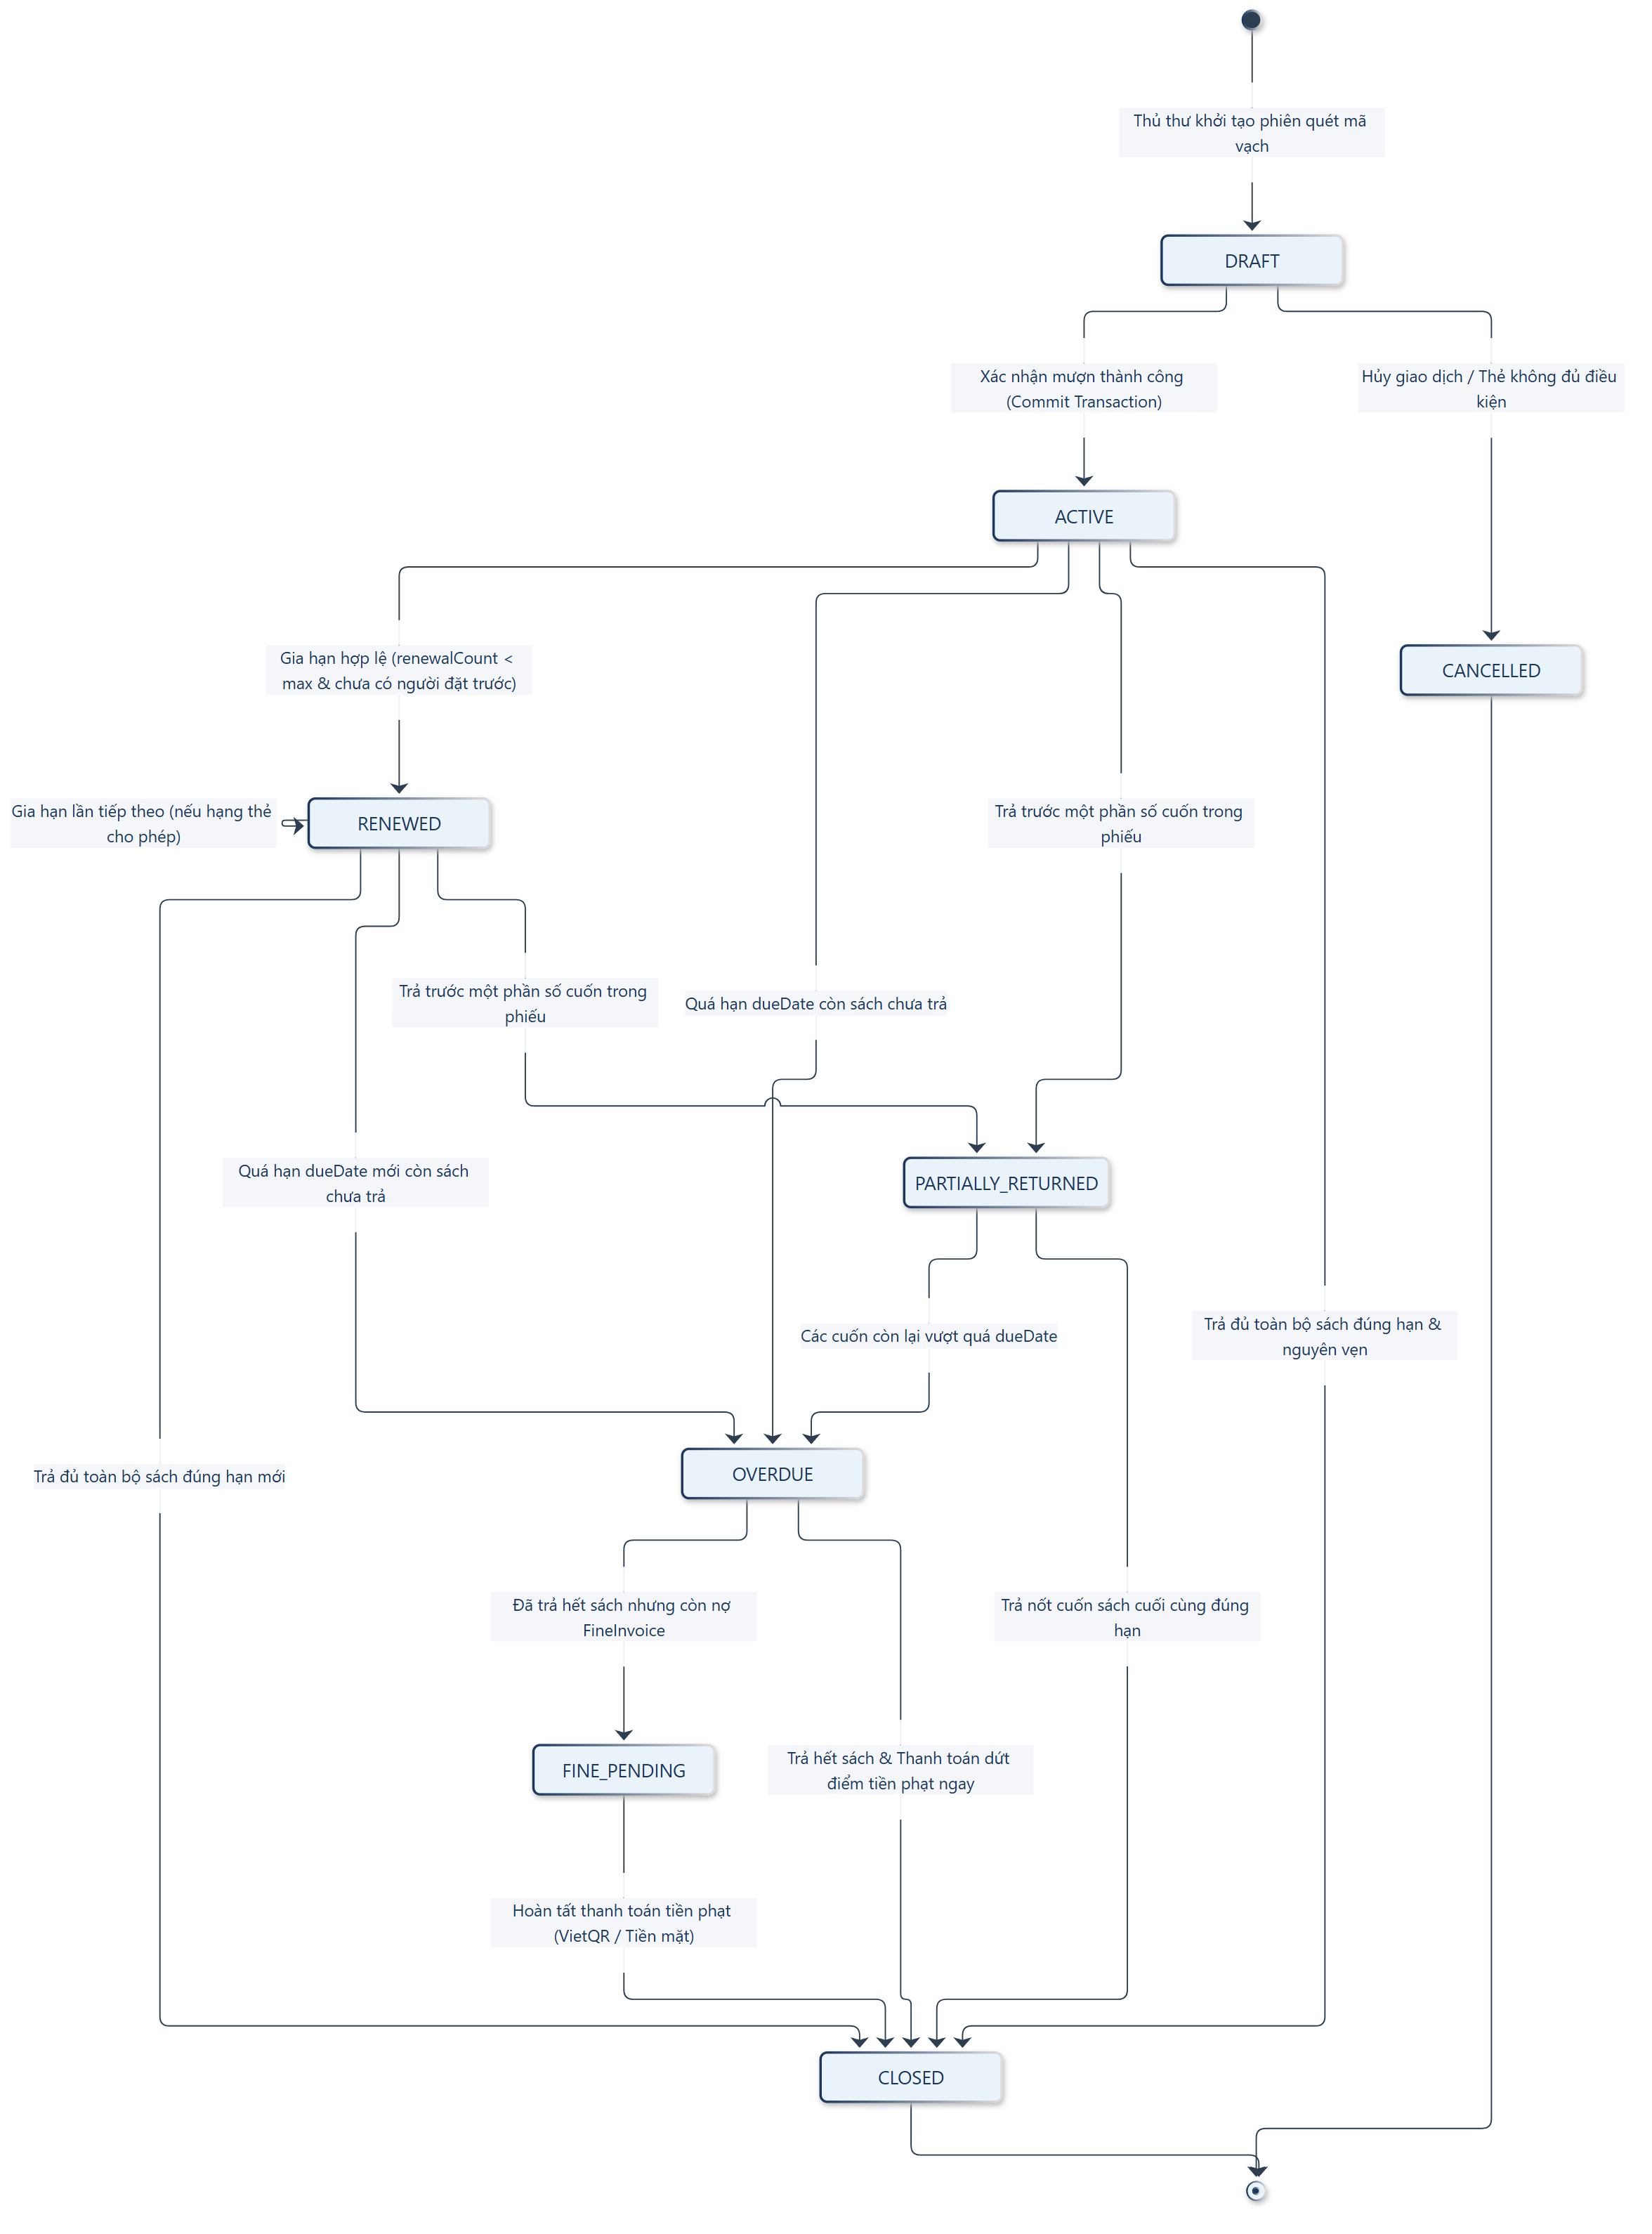 Thủ thư khởi tạo phiên quét mã
vạch
DRAFT
Xác nhận mượn thành công
(Commit Transaction)
Hủy giao dịch / Thẻ không đủ điều
kiện
ACTIVE
Gia hạn hợp lệ (renewalCount <
max & chưa có người đặt trước)
CANCELLED
Gia hạn lần tiếp theo (nếu hạng thẻ
cho phép)
RENEWED
Trả trước một phần số cuốn trong
phiếu
Trả trước một phần số cuốn trong
phiếu
Quá hạn dueDate còn sách chưa trả
Quá hạn dueDate mới còn sách
chưa trả
PARTIALLY_RETURNED
Các cuốn còn lại vượt quá dueDate
Trả đủ toàn bộ sách đúng hạn &
nguyên vẹn
Trả đủ toàn bộ sách đúng hạn mới
OVERDUE
Đã trả hết sách nhưng còn nợ
FineInvoice
Trả nốt cuốn sách cuối cùng đúng
hạn
FINE_PENDING
Trả hết sách & Thanh toán dứt
điểm tiền phạt ngay
Hoàn tất thanh toán tiền phạt
(VietQR / Tiền mặt)
CLOSED